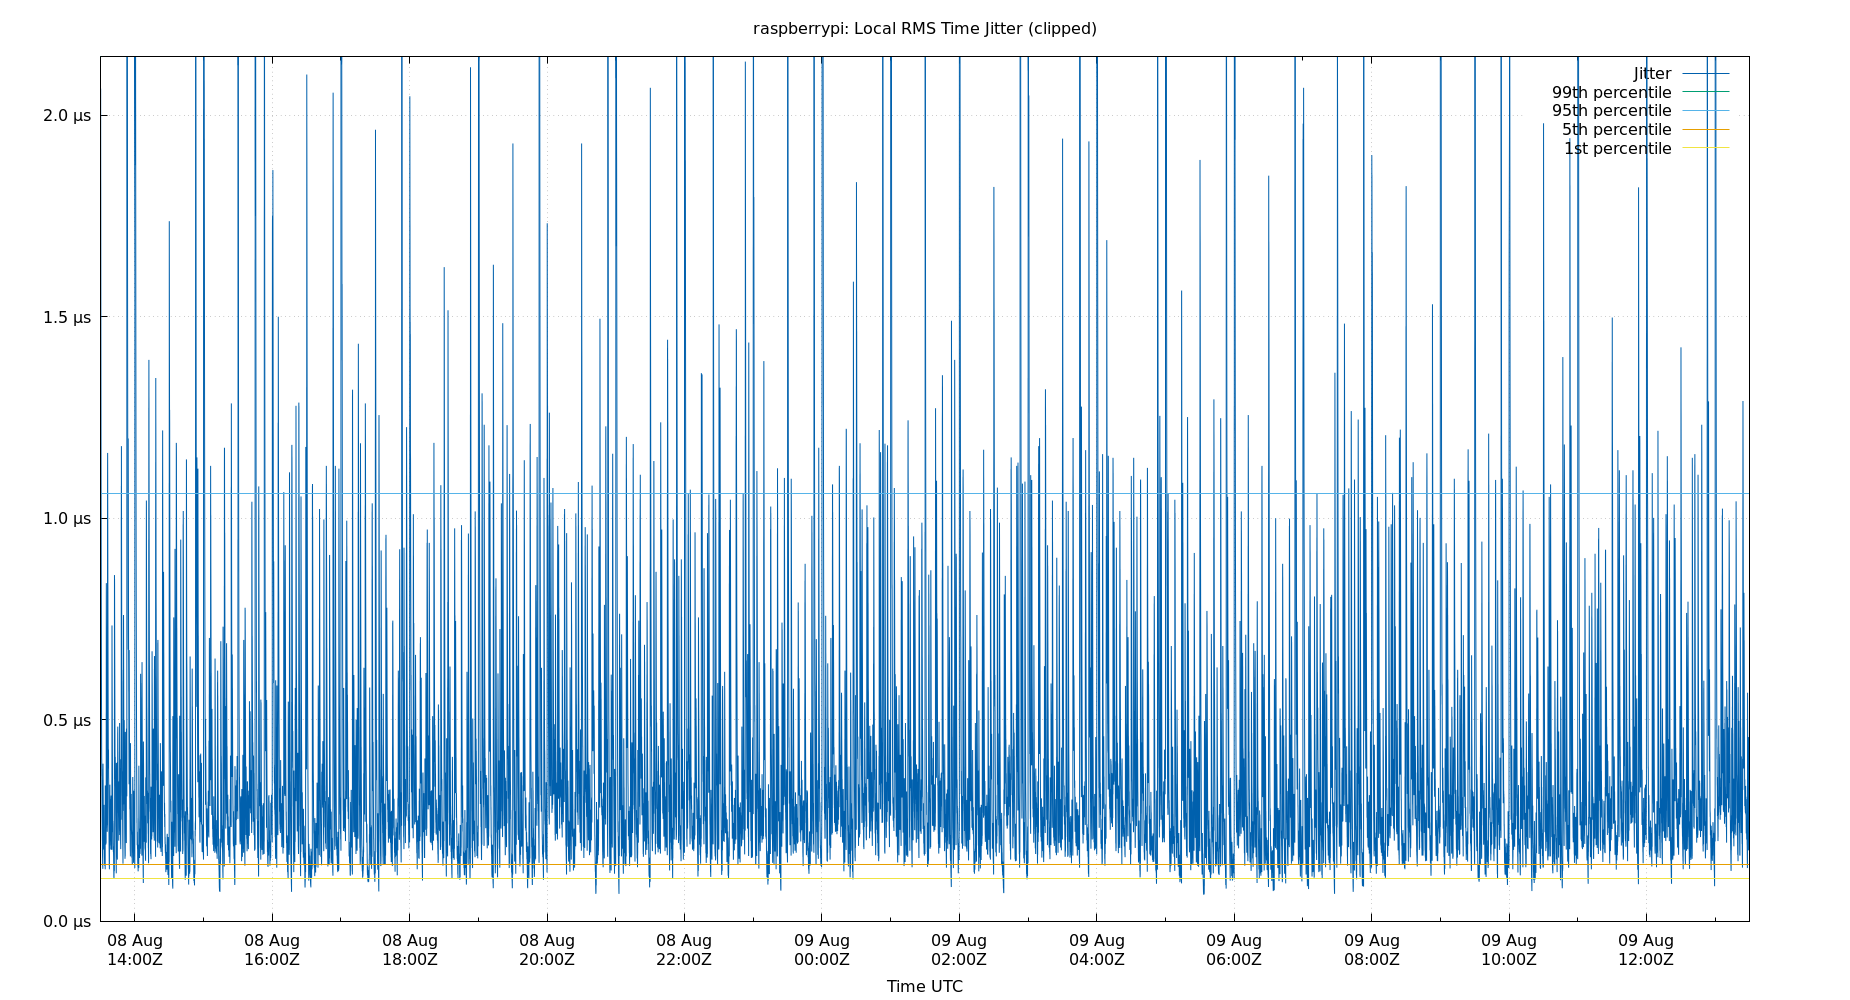 raspberrypi: Local RMS Time Jitter (clipped)
Jitter
99th percentile
95th percentile
5th percentile
1st percentile
2.0 μs
1.5 μs
1.0 μs
0.5 μs
0.0 μs
08 Aug 08 Aug 08 Aug 08 Aug 08 Aug 09 Aug 09 Aug 09 Aug 09 Aug 09 Aug 09 Aug 09 Aug
14:00Z 16:00Z 18:00Z 20:00Z 22:00Z 00:00Z 02:00Z 04:00Z 06:00Z 08:00Z 10:00Z 12:00Z
Time UTC